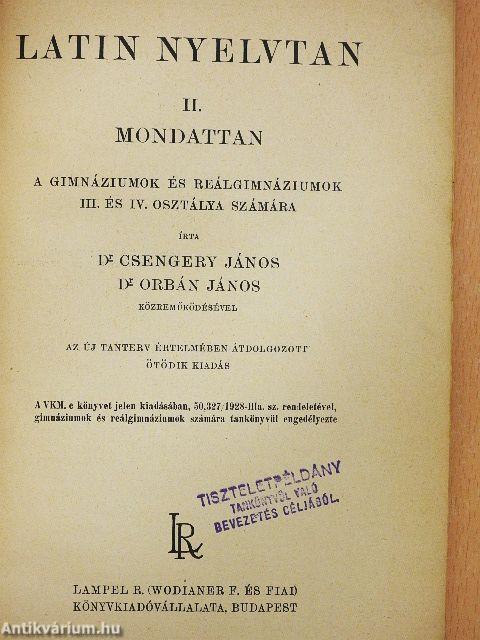 LATIN NYELVTAN
II.
MONDATTAN
A GIMNÁZIUMOK ÉS REÁLGIMNÁZIUMOK
III. ÉS IV. OSZTÁLYA SZÁMÁRA
ÍRTA
Dr CSENGERY JÁNOS
Dr ORBÁN JÁNOS
KÖZREMŰKÖDÉSÉVEL
AZ ÚJ TANTERV ÉRTELMÉBEN ÁTDOLGOZOTT
ÖTÖDIK KIADÁS
A VKM. e könyvet jelen kiadásában, 50,327/1928-IIIa. sz. rendeletével,
gimnáziumok és reálgimnáziumok számára tankönyvül engedélyezte
TISZTELETPÉLDÁNY
TANKÖNYVÜL VALÓ
BEVEZETÉS CÉLJÁBÓL.
LR
LAMPEL R. (WODIANER F. ÉS FIAI)
KÖNYVKIADÓVÁLLALATA, BUDAPEST
Antikvárium.hu